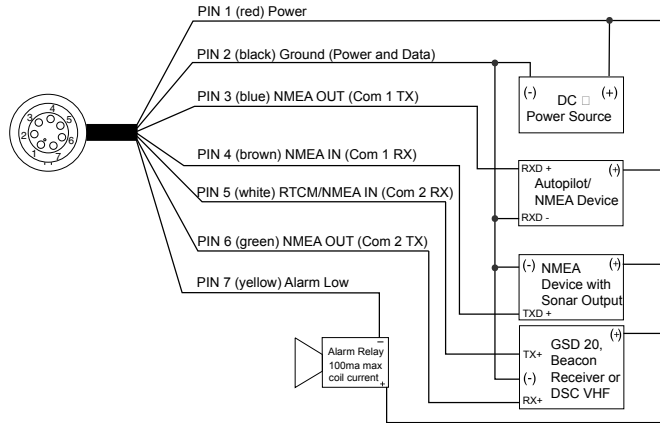 PIN 1 (red) Power
PIN 2 (black) Ground (Power and Data)
PIN 3 (blue) NMEA OUT (Com 1 TX)
PIN 4 (brown) NMEA IN (Com 1 RX)
PIN 5 (white) RTCM/NMEA IN (Com 2 RX)
PIN 6 (green) NMEA OUT (Com 2 TX)
PIN 7 (yellow) Alarm Low
4
3
5
2
6
1
7
(-)
(+)
DC □
Power Source
RXD +
(+)
Autopilot/
NMEA Device
RXD -
(-)
(+)
NMEA
Device with
Sonar Output
TXD +
(+)
GSD 20,
TX+
Beacon
Receiver or
(-)
DSC VHF
RX+
−
Alarm Relay
100ma max
coil current
+